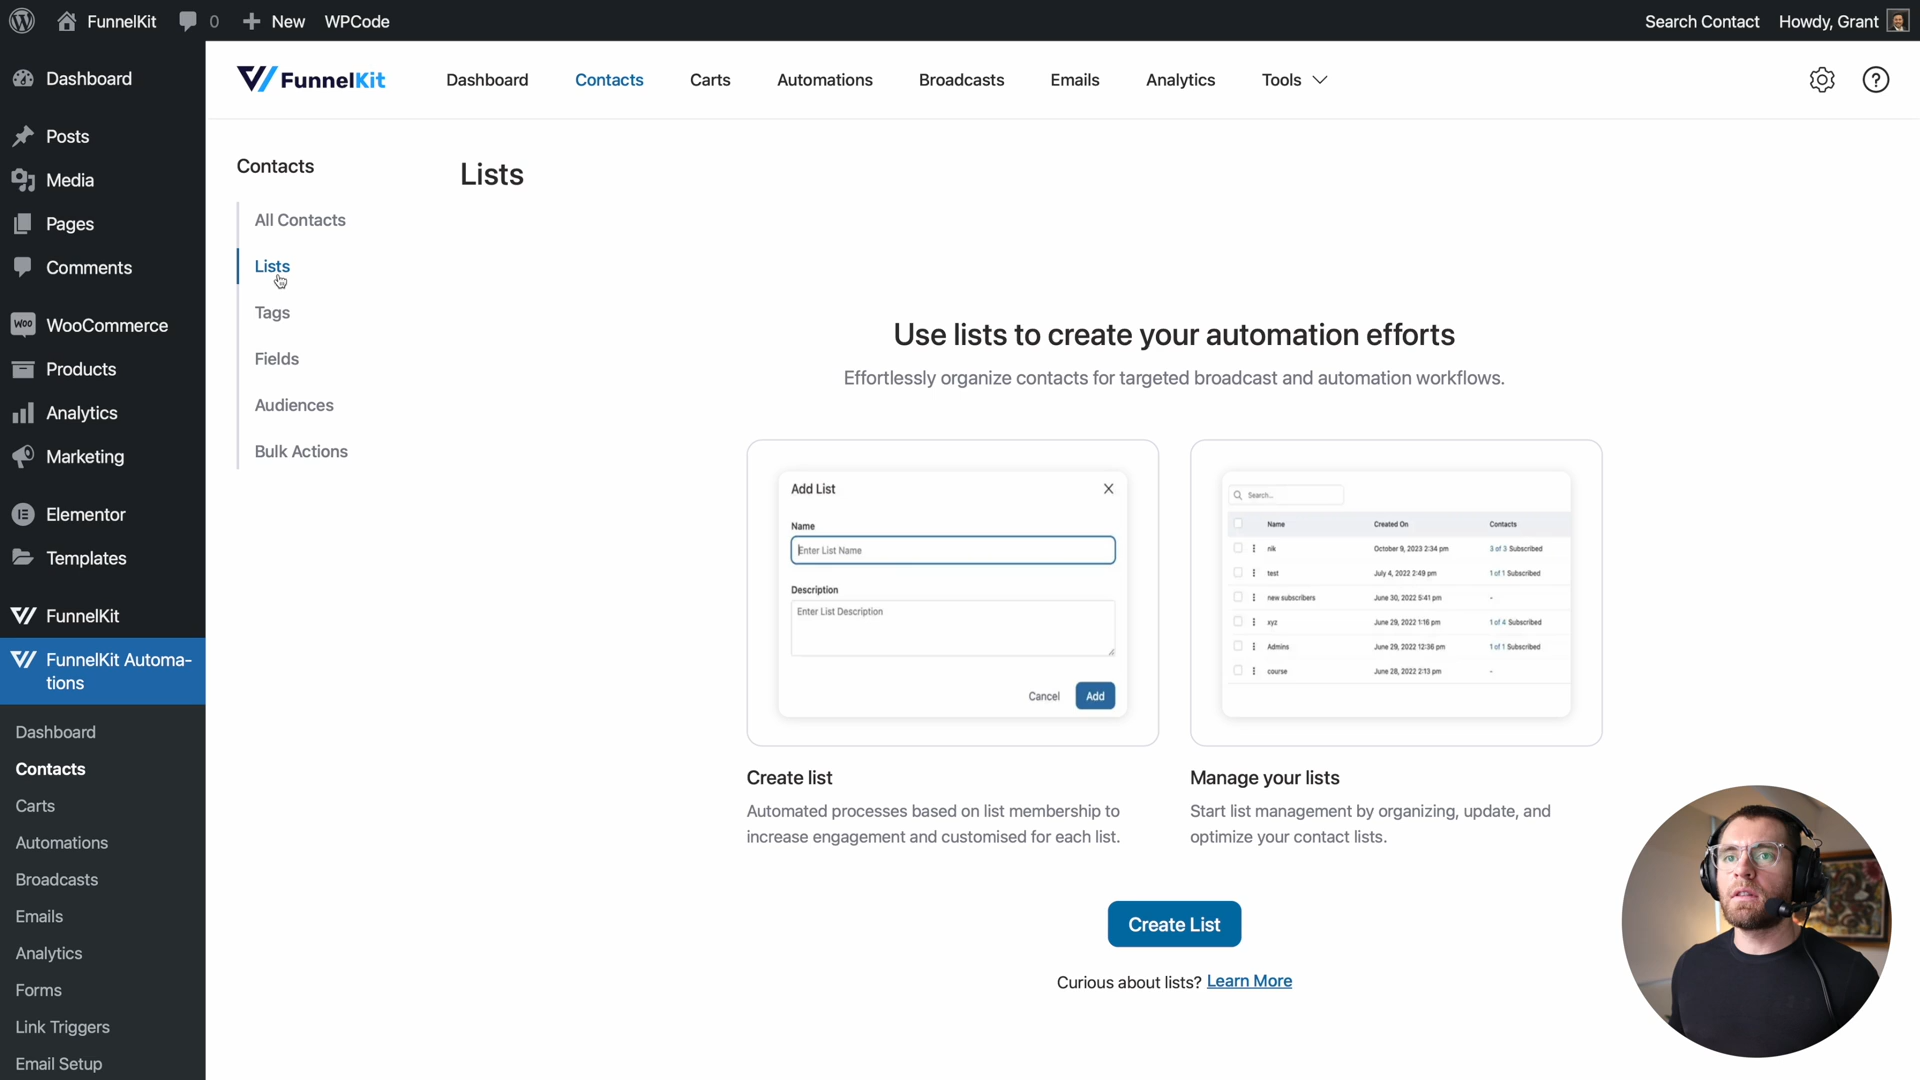 FunnelKit
0
New
WPCode
Search Contact
Howdy, Grant
Dashboard
Posts
Media
Pages
Comments
WooCommerce
Products
Analytics
Marketing
Elementor
Templates
FunnelKit
FunnelKit Automa-
tions
Dashboard
Contacts
Carts
Automations
Broadcasts
Emails
Analytics
Forms
Link Triggers
Email Setup
FunnelKit
Dashboard
Contacts
Carts
Automations
Broadcasts
Emails
Analytics
Tools
Contacts
All Contacts
Lists
Tags
Fields
Audiences
Bulk Actions
Lists
Use lists to create your automation efforts
Effortlessly organize contacts for targeted broadcast and automation workflows.
Add List
Name
Enter List Name
Description
Enter List Description
Cancel
Add
Search...
Name Created On Contacts
nik October 9, 2023 2:34 pm 3 of 3 Subscribed
test July 4, 2022 2:49 pm 1 of 1 Subscribed
new subscribers June 30, 2022 5:41 pm -
xyz June 29, 2022 1:16 pm 1 of 4 Subscribed
Admins June 29, 2022 12:36 pm 1 of 1 Subscribed
course June 28, 2022 2:13 pm -
Create list
Automated processes based on list membership to
increase engagement and customised for each list.
Manage your lists
Start list management by organizing, update, and
optimize your contact lists.
Create List
Curious about lists? Learn More